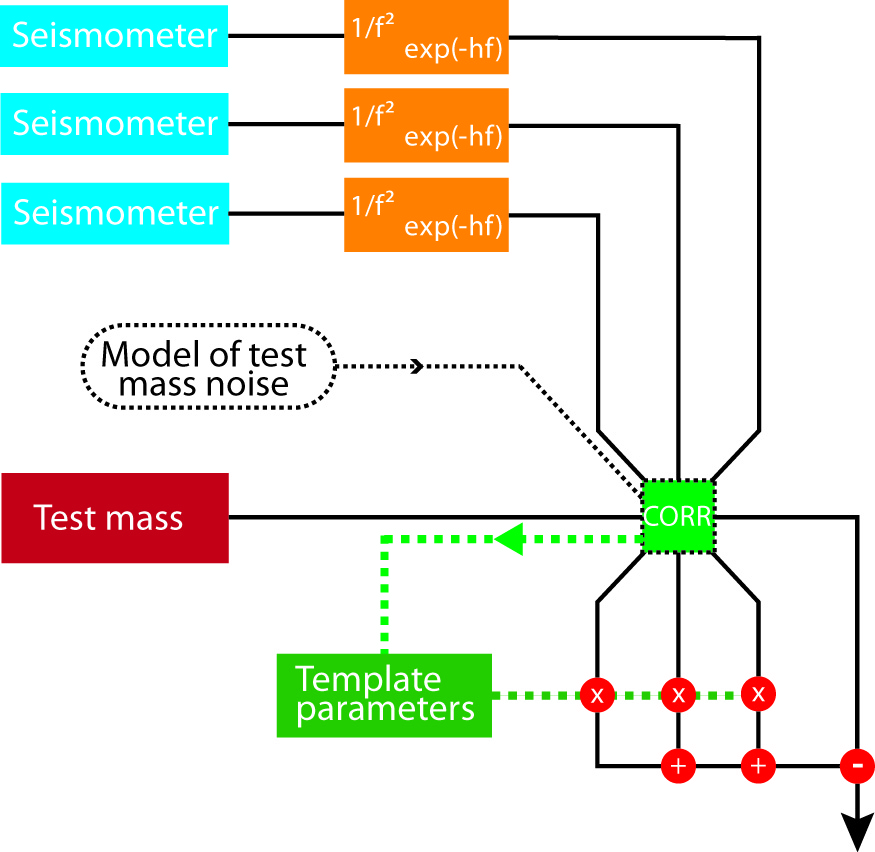 Seismometer
1/f²
exp(-hf)
Seismometer
1/f²
exp(-hf)
Seismometer
1/f²
exp(-hf)
Model of test
mass noise
Test mass
CORR
Template
parameters
x
x
x
+
+
-